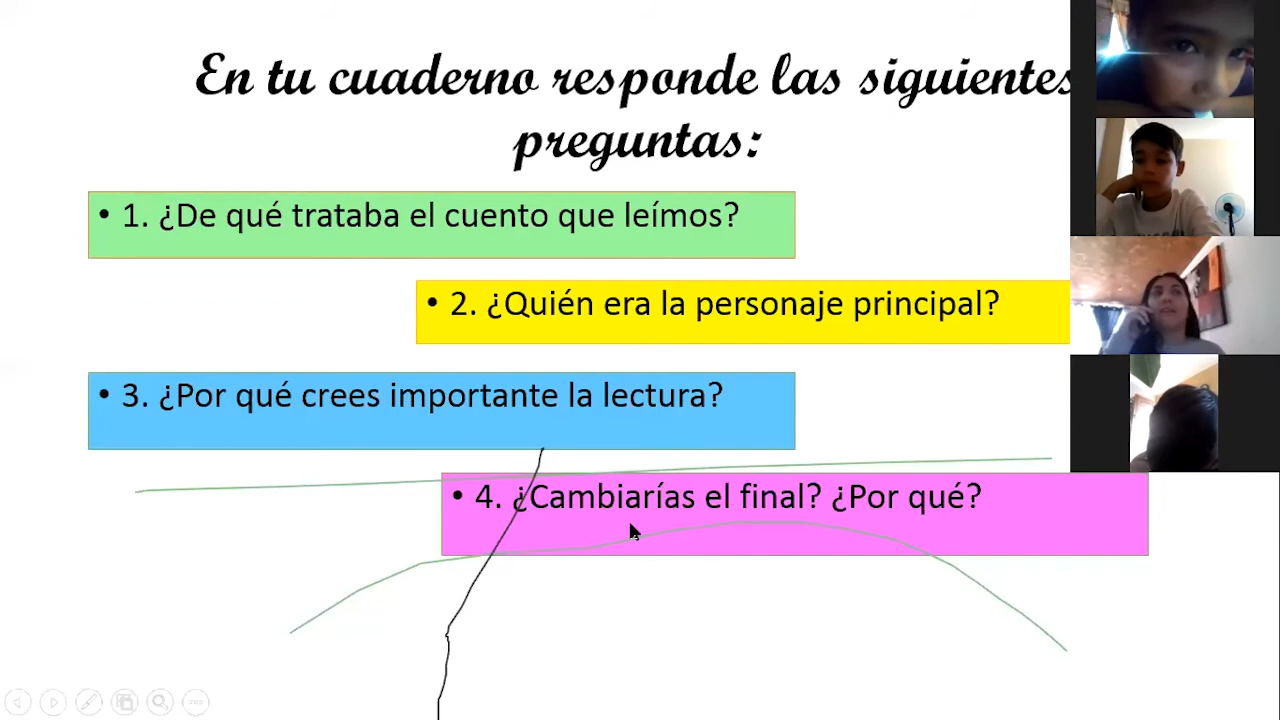 En tu cuaderno responde las siguientes
preguntas:
• 1. ¿De qué trataba el cuento que leímos?
• 2. ¿Quién era la personaje principal?
• 3. ¿Por qué crees importante la lectura?
• 4. ¿Cambiarías el final? ¿Por qué?